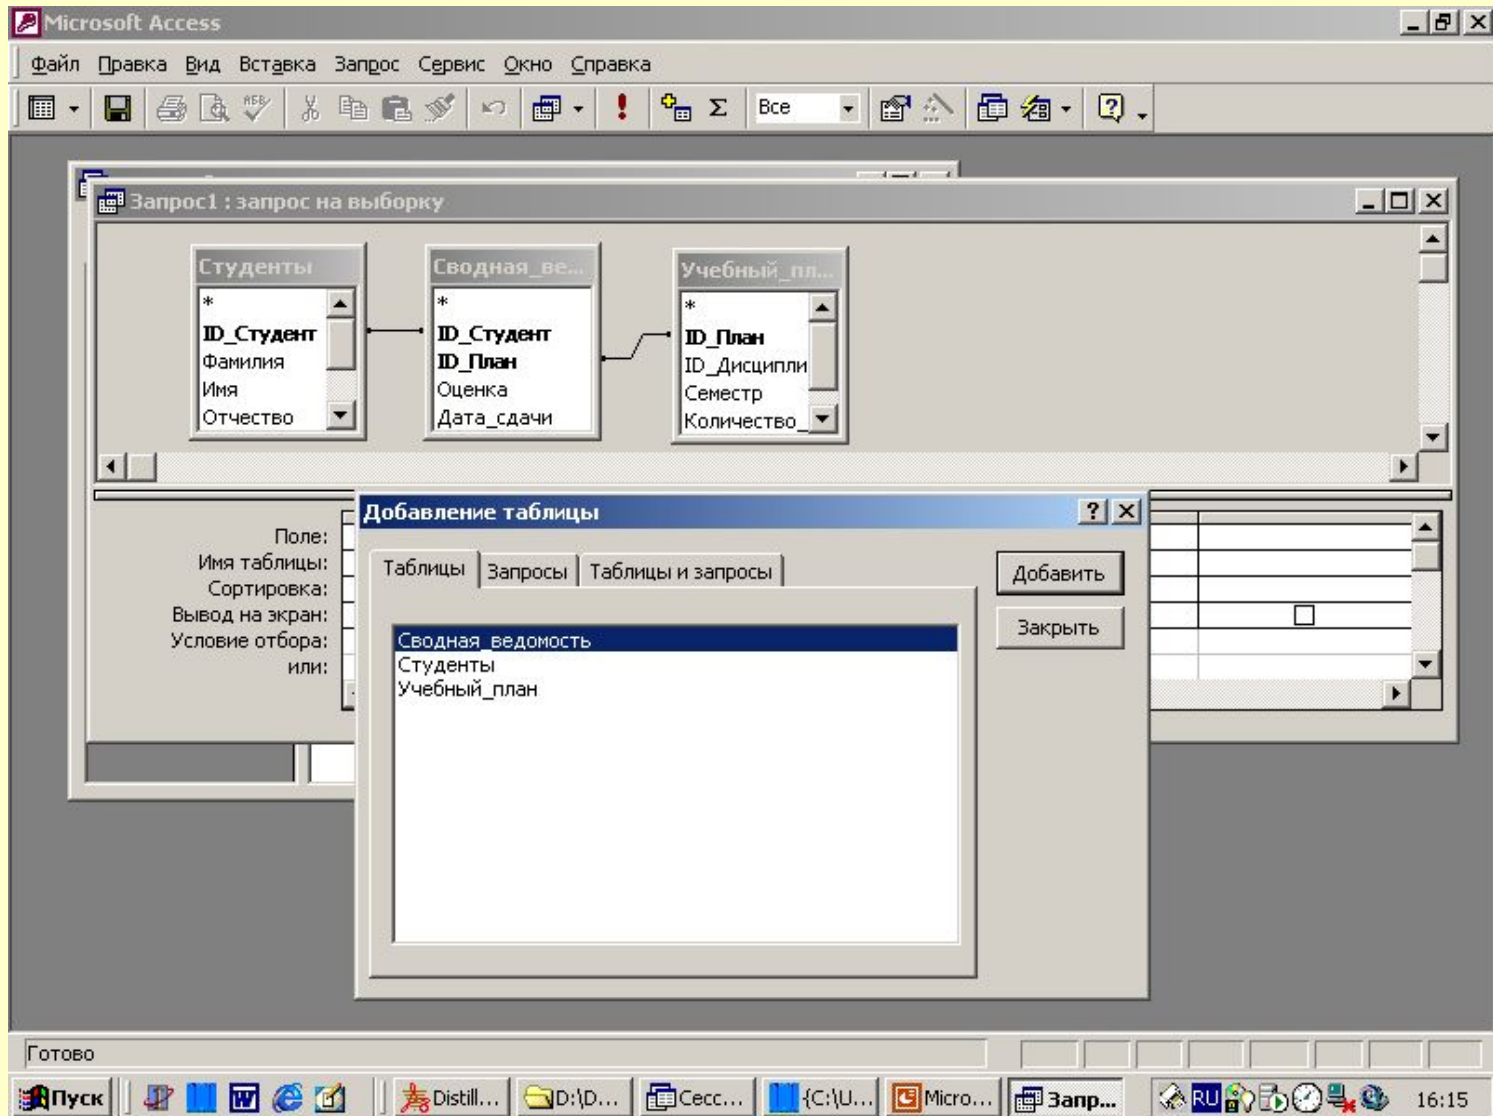 Microsoft Access
Файл Правка Вид Вставка Запрос Сервис Окно Справка
Все
Запрос1 : запрос на выборку
Студенты Сводная_ве... Учебный_пл...
* * *
ID_Студент ID_Студент ID_План
Фамилия ID_План ID_Дисципли
Имя Оценка Семестр
Отчество Дата_сдачи Количество_
Добавление таблицы
Поле:
Имя таблицы:
Сортировка:
Вывод на экран:
Условие отбора:
или:
Таблицы Запросы Таблицы и запросы
Добавить
Закрыть
Сводная_ведомость
Студенты
Учебный_план
Готово
Пуск Distill... D:\D... Сесс... {C:\U... Micro... Запр... RU 16:15